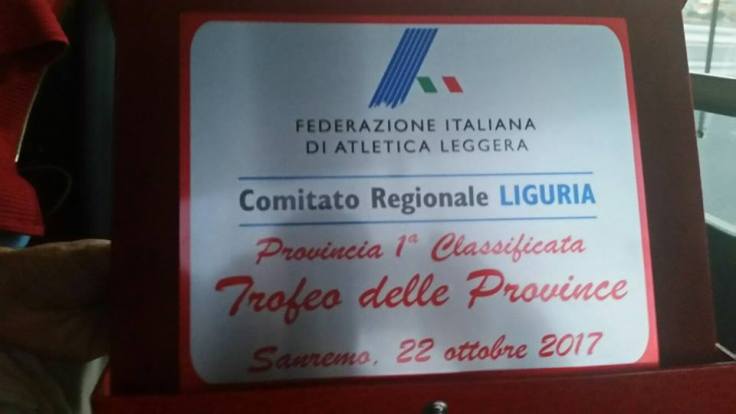 FEDERAZIONE ITALIANA
DI ATLETICA LEGGERA
Comitato Regionale LIGURIA
Provincia 1ª Classificata
Trofeo delle Province
Sanremo, 22 ottobre 2017